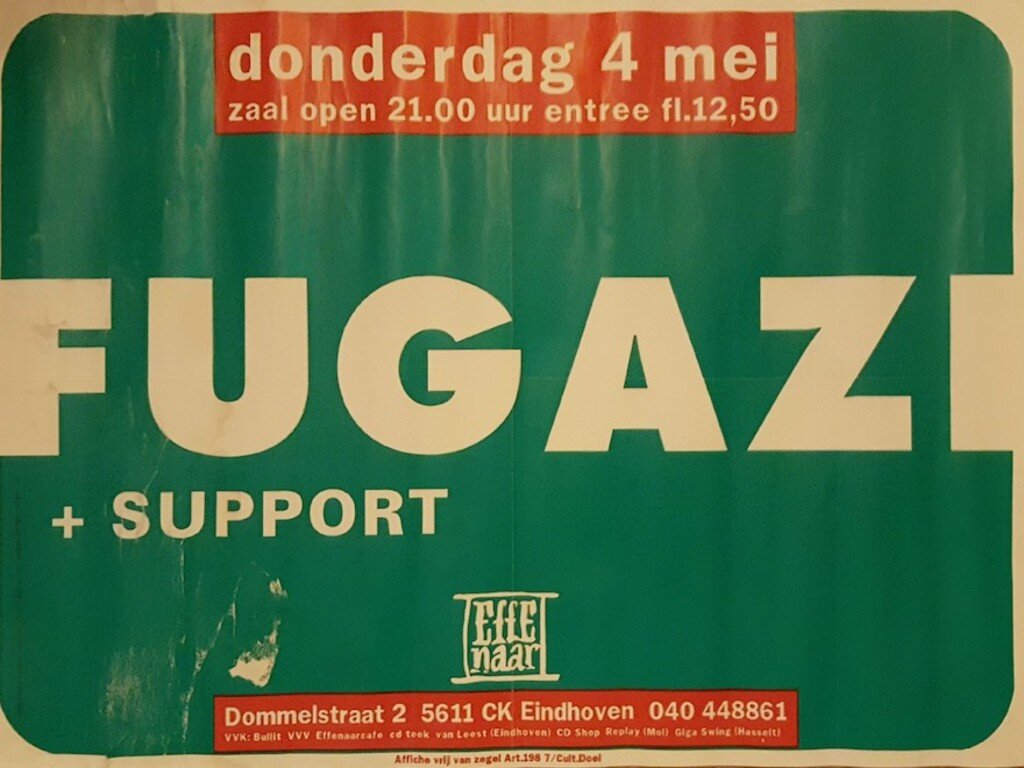 donderdag 4 mei
zaal open 21.00 uur entree fl.12,50
FUGAZI
+ SUPPORT
Effe
naar
Dommelstraat 2 5611 CK Eindhoven 040 448861
VVK: Bullit VVV Effenaarcafe cd teek van Leest (Eindhoven) CD Shop Replay (Mol) Giga Swing (Hasselt)
Affiche vrij van zegel Art.198 7/Cult.Doel